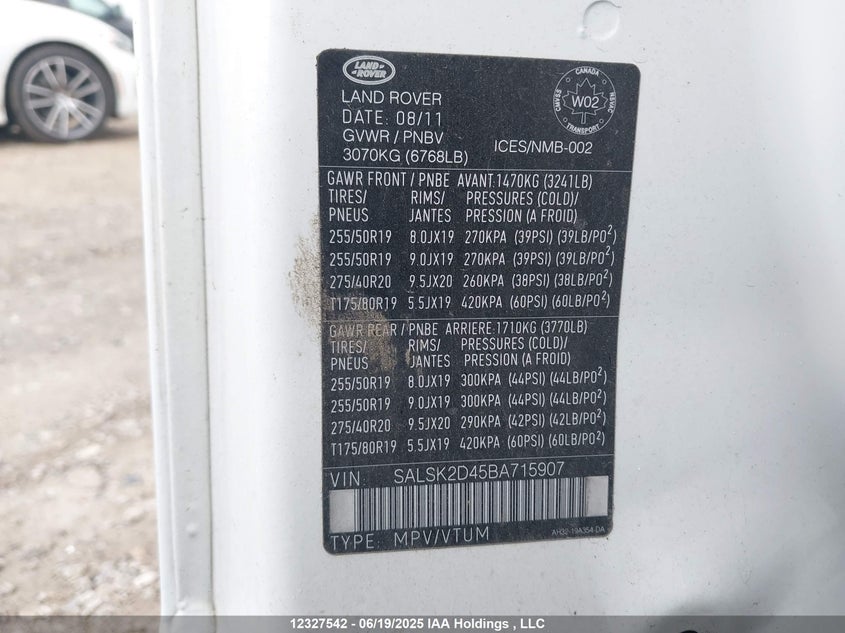 LAND ROVER
LAND ROVER
DATE: 08/11
GVWR / PNBV
3070KG (6768LB)
CANADA
CMVSS
W02
NSVAC
TRANSPORT
ICES/NMB-002
GAWR FRONT / PNBE AVANT:1470KG (3241LB)
TIRES/ RIMS/ PRESSURES (COLD)/
PNEUS JANTES PRESSION (A FROID)
255/50R19 8.0JX19 270KPA (39PSI) (39LB/PO²)
255/50R19 9.0JX19 270KPA (39PSI) (39LB/PO²)
275/40R20 9.5JX20 260KPA (38PSI) (38LB/PO²)
T175/80R19 5.5JX19 420KPA (60PSI) (60LB/PO²)
GAWR REAR / PNBE ARRIERE:1710KG (3770LB)
TIRES/ RIMS/ PRESSURES (COLD)/
PNEUS JANTES PRESSION (A FROID)
255/50R19 8.0JX19 300KPA (44PSI) (44LB/PO²)
255/50R19 9.0JX19 300KPA (44PSI) (44LB/PO²)
275/40R20 9.5JX20 290KPA (42PSI) (42LB/PO²)
T175/80R19 5.5JX19 420KPA (60PSI) (60LB/PO²)
VIN: SALSK2D45BA715907
TYPE: MPV/VTUM
AH32-19A354-DA
12327542 - 06/19/2025 IAA Holdings , LLC